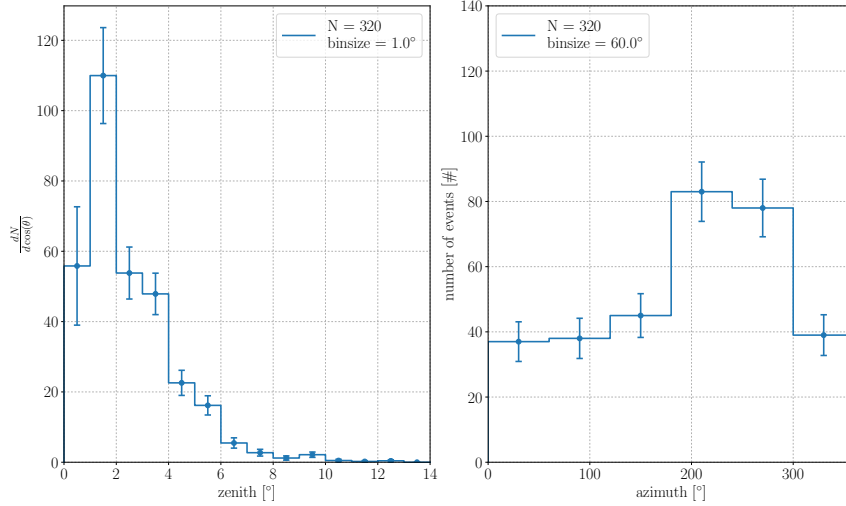 N = 320
binsize = 1.0°
120
100
80
60
40
20
0
dN
d cos(θ)
0 2 4 6 8 10 12 14
zenith [°]
N = 320
binsize = 60.0°
140
120
100
80
60
40
20
0
number of events [#]
0 100 200 300
azimuth [°]